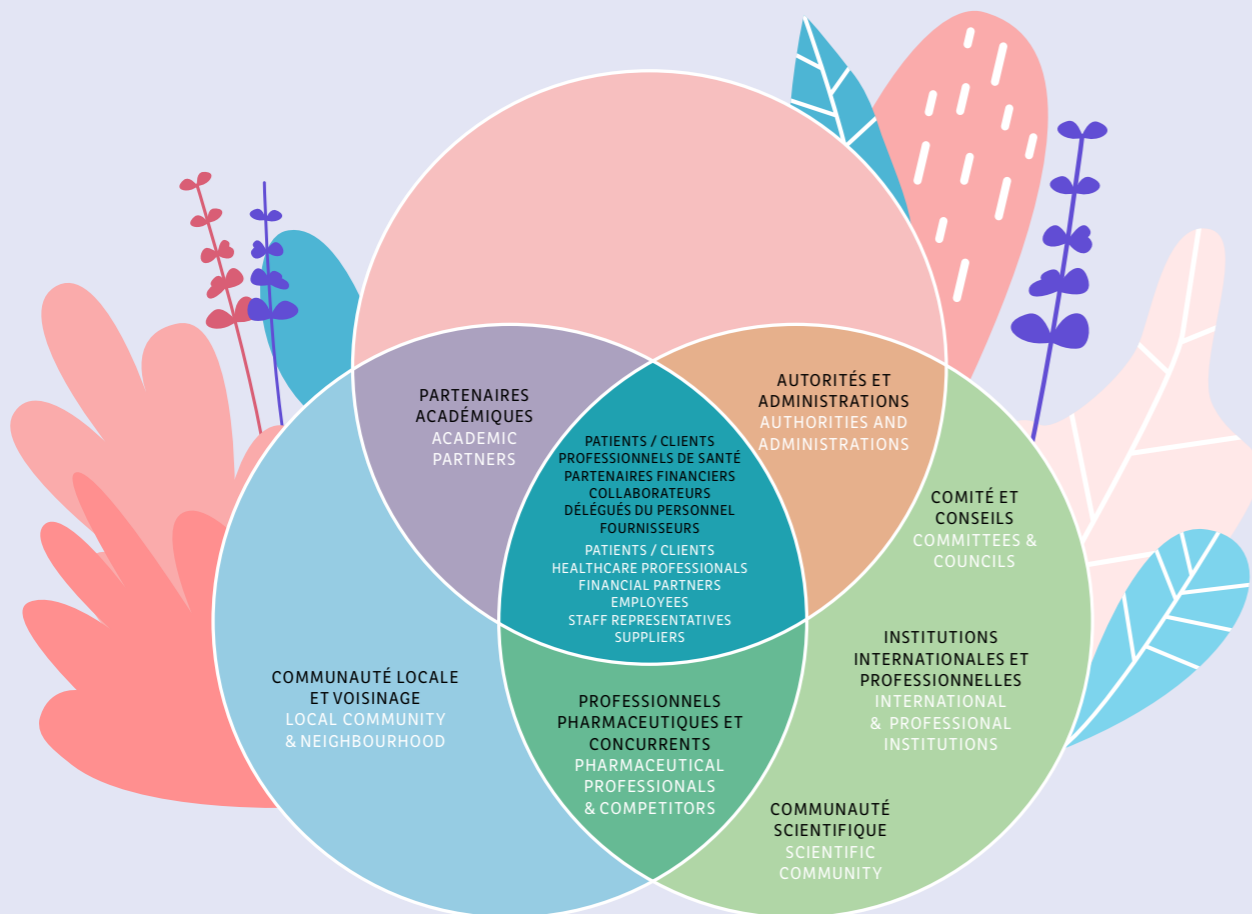 PARTENAIRES
ACADÉMIQUES
ACADEMIC
PARTNERS
AUTORITÉS ET
ADMINISTRATIONS
AUTHORITIES AND
ADMINISTRATIONS
PATIENTS / CLIENTS
PROFESSIONNELS DE SANTÉ
PARTENAIRES FINANCIERS
COLLABORATEURS
DÉLÉGUÉS DU PERSONNEL
FOURNISSEURS
PATIENTS / CLIENTS
HEALTHCARE PROFESSIONALS
FINANCIAL PARTNERS
EMPLOYEES
STAFF REPRESENTATIVES
SUPPLIERS
COMITÉ ET
CONSEILS
COMMITTEES &
COUNCILS
INSTITUTIONS
INTERNATIONALES ET
PROFESSIONNELLES
INTERNATIONAL
& PROFESSIONAL
INSTITUTIONS
COMMUNAUTÉ LOCALE
ET VOISINAGE
LOCAL COMMUNITY
& NEIGHBOURHOOD
PROFESSIONNELS
PHARMACEUTIQUES ET
CONCURRENTS
PHARMACEUTICAL
PROFESSIONALS
& COMPETITORS
COMMUNAUTÉ
SCIENTIFIQUE
SCIENTIFIC
COMMUNITY